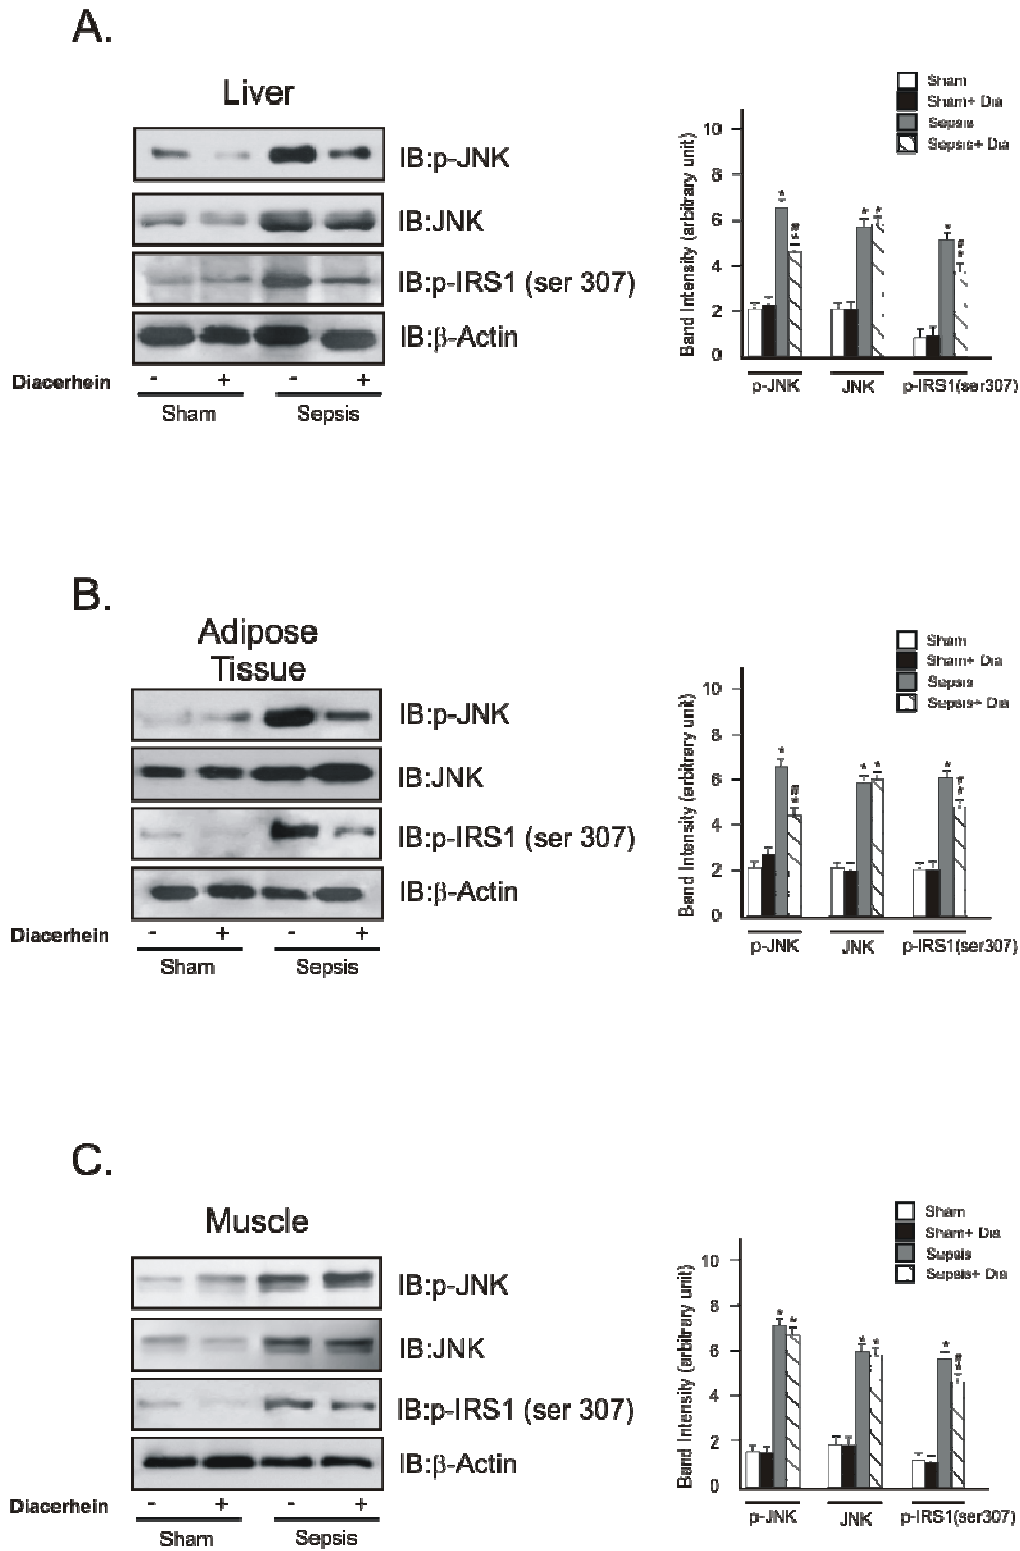 A.
Liver
IB:p-JNK
IB:JNK
IB:p-IRS1 (ser 307)
IB:β-Actin
Diacerhein - + - +
Sham Sepsis
Sham
Sham+ Dia
Sepsis
Sepsis+ Dia
Band Intensity (arbitrary unit)
10
8
6
4
2
0
* *# * * * *#
p-JNK JNK p-IRS1(ser307)
B.
Adipose
Tissue
IB:p-JNK
IB:JNK
IB:p-IRS1 (ser 307)
IB:β-Actin
Diacerhein - + - +
Sham Sepsis
Sham
Sham+ Dia
Sepsis
Sepsis+ Dia
Band Intensity (arbitrary unit)
10
8
6
4
2
0
* *# * * * *#
p-JNK JNK p-IRS1(ser307)
C.
Muscle
IB:p-JNK
IB:JNK
IB:p-IRS1 (ser 307)
IB:β-Actin
Diacerhein - + - +
Sham Sepsis
Sham
Sham+ Dia
Sepsis
Sepsis+ Dia
Band Intensity (arbitrary unit)
10
8
6
4
2
0
* * * * * *#
p-JNK JNK p-IRS1(ser307)